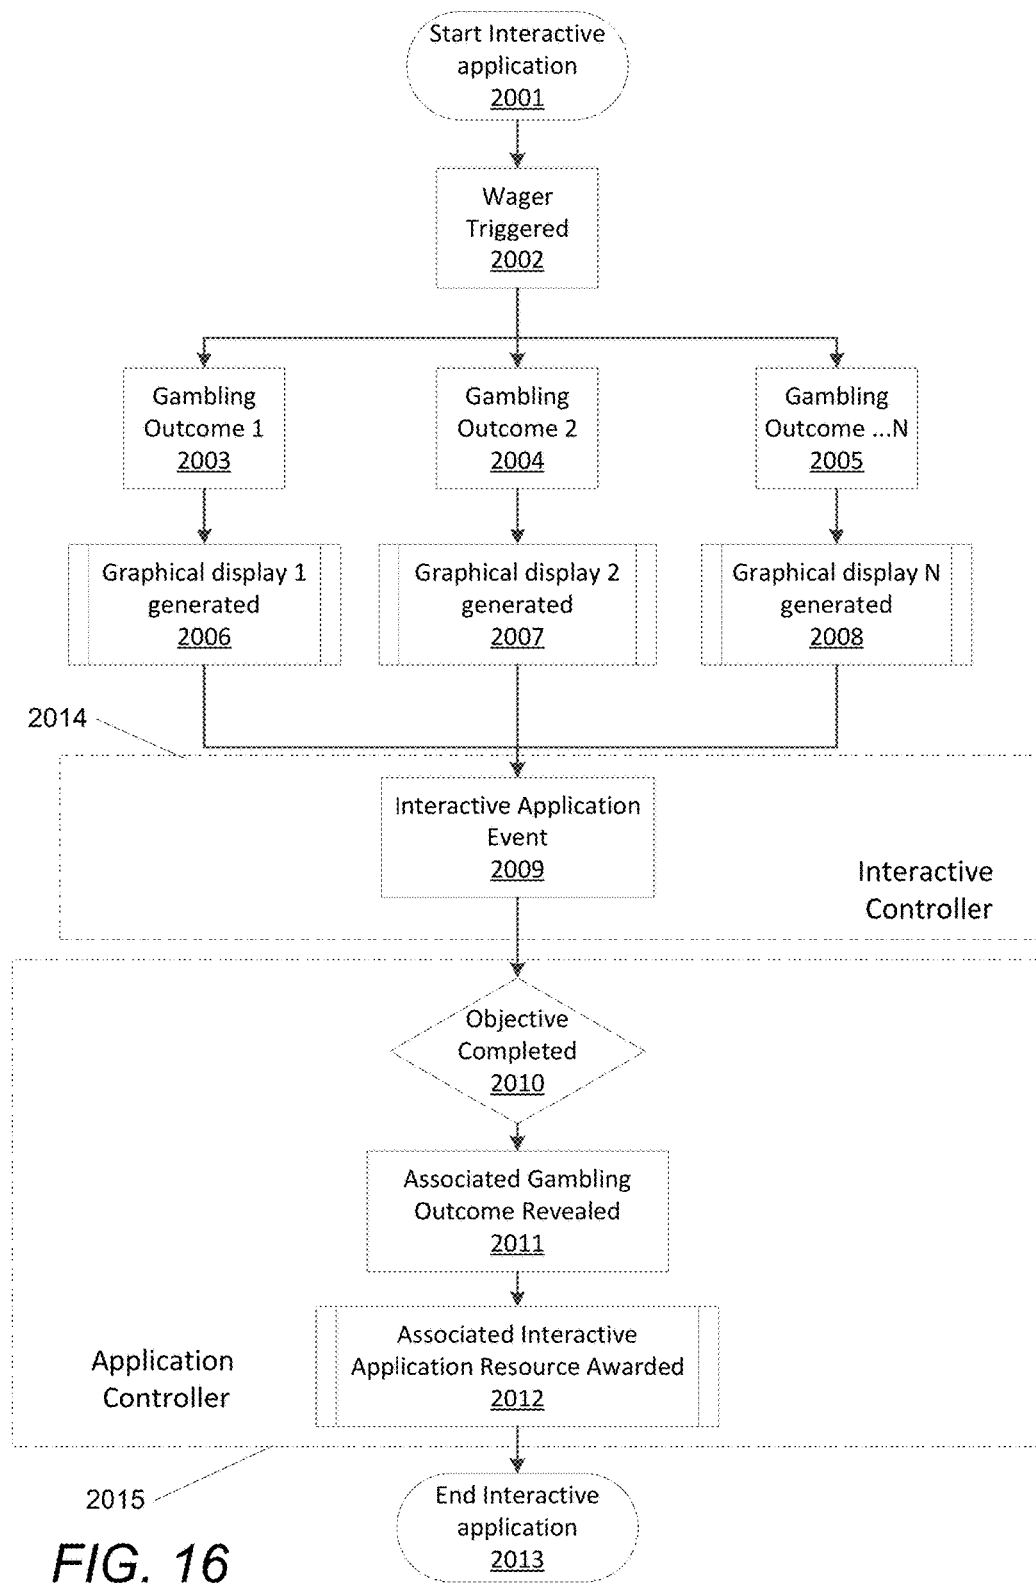 Start Interactive
application
2001
Wager
Triggered
2002
Gambling
Outcome 1
2003
Gambling
Outcome 2
2004
Gambling
Outcome ...N
2005
Graphical display 1
generated
2006
Graphical display 2
generated
2007
Graphical display N
generated
2008
2014
Interactive Application
Event
2009
Interactive
Controller
Objective
Completed
2010
Associated Gambling
Outcome Revealed
2011
Associated Interactive
Application Resource Awarded
2012
Application
Controller
2015
End Interactive
application
2013
FIG. 16